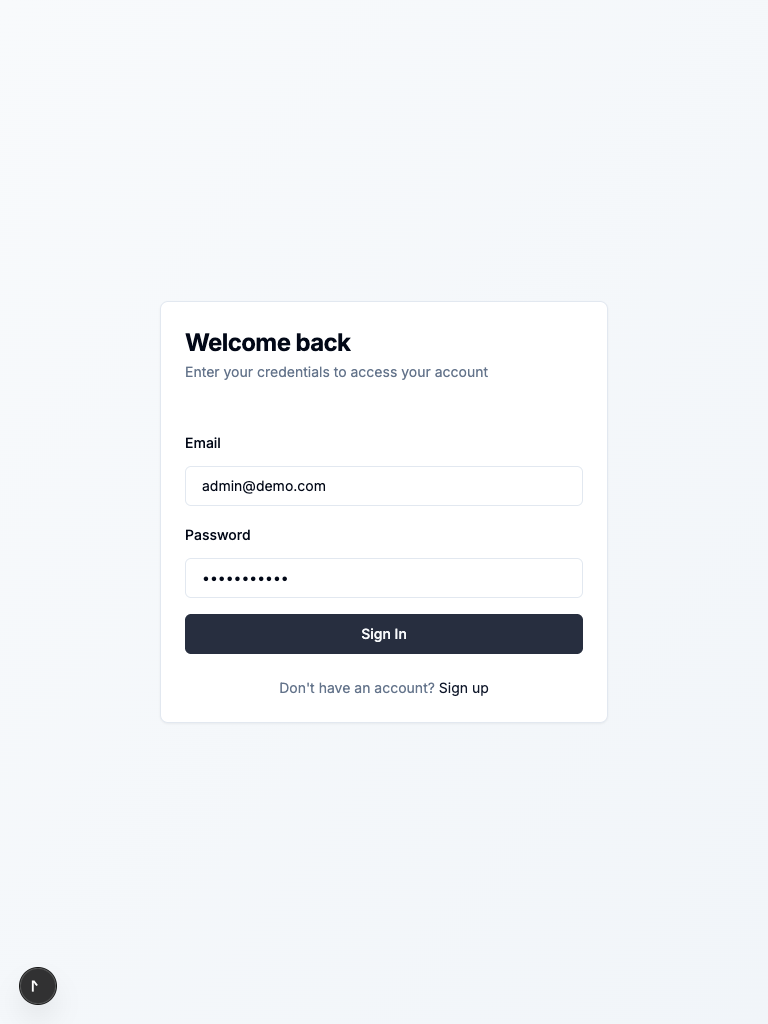 Welcome back
Enter your credentials to access your account
Email
admin@demo.com
Password
•••••••••••
Sign In
Don't have an account? Sign up